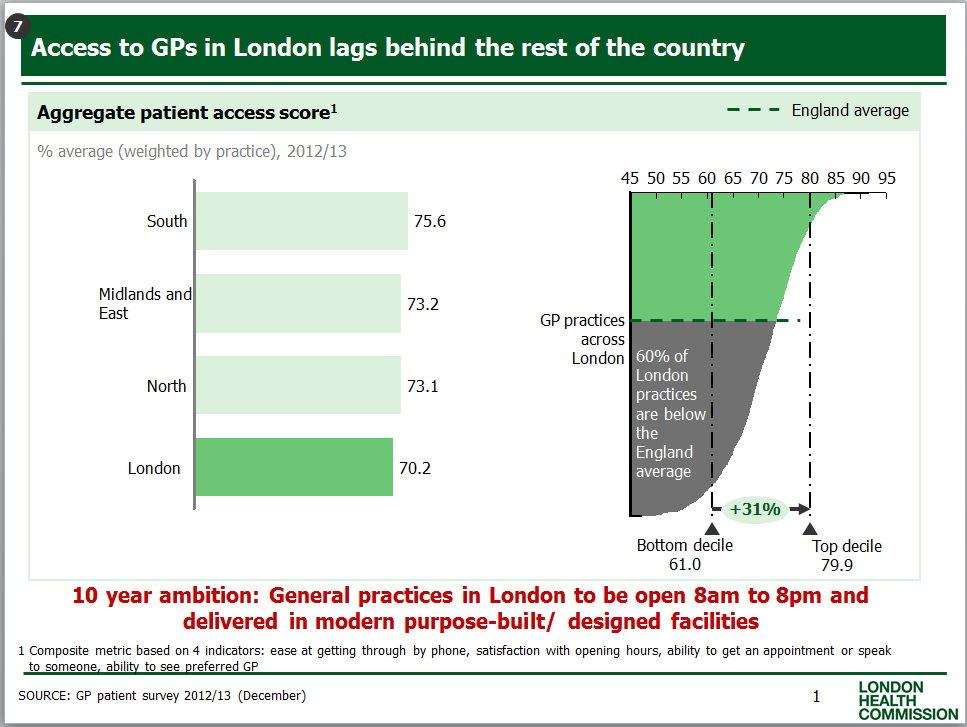 7
Access to GPs in London lags behind the rest of the country
Aggregate patient access score1
England average
% average (weighted by practice), 2012/13
South
75.6
Midlands and
East
73.2
North
73.1
London
70.2
45 50 55 60 65 70 75 80 85 90 95
GP practices
across
London
60% of
London
practices
are below
the
England
average
+31%
Bottom decile
61.0
Top decile
79.9
10 year ambition: General practices in London to be open 8am to 8pm and
delivered in modern purpose-built/ designed facilities
1 Composite metric based on 4 indicators: ease at getting through by phone, satisfaction with opening hours, ability to get an appointment or speak
to someone, ability to see preferred GP
SOURCE: GP patient survey 2012/13 (December)
1
LONDON
HEALTH
COMMISSION